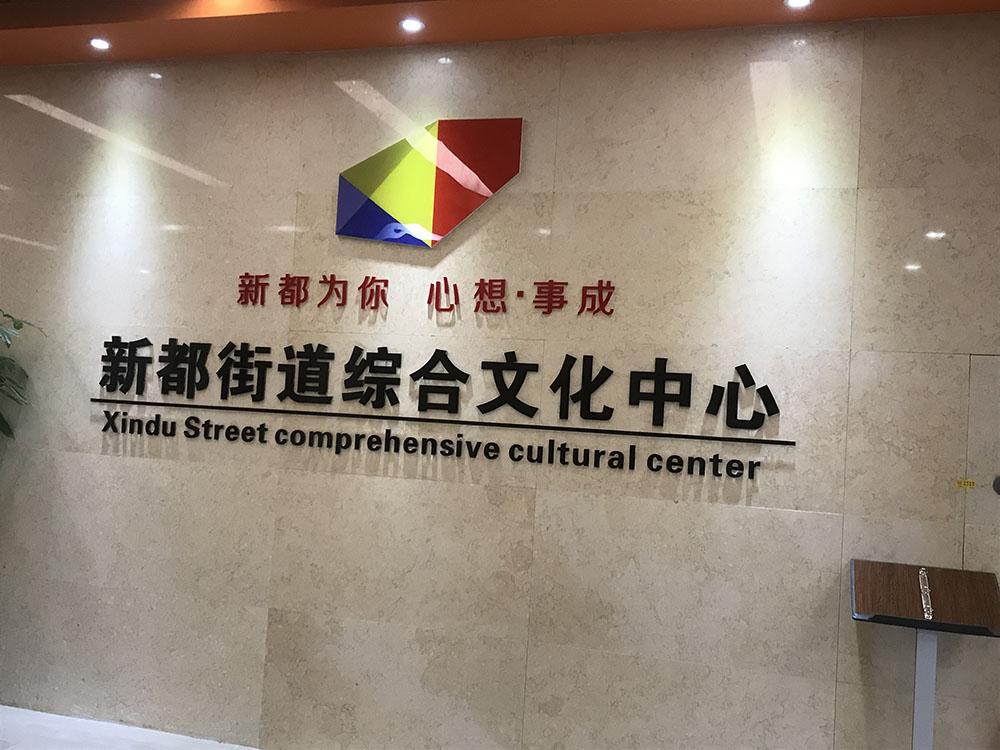 新都为你 心想·事成
新都街道综合文化中心
Xindu Street comprehensive cultural center